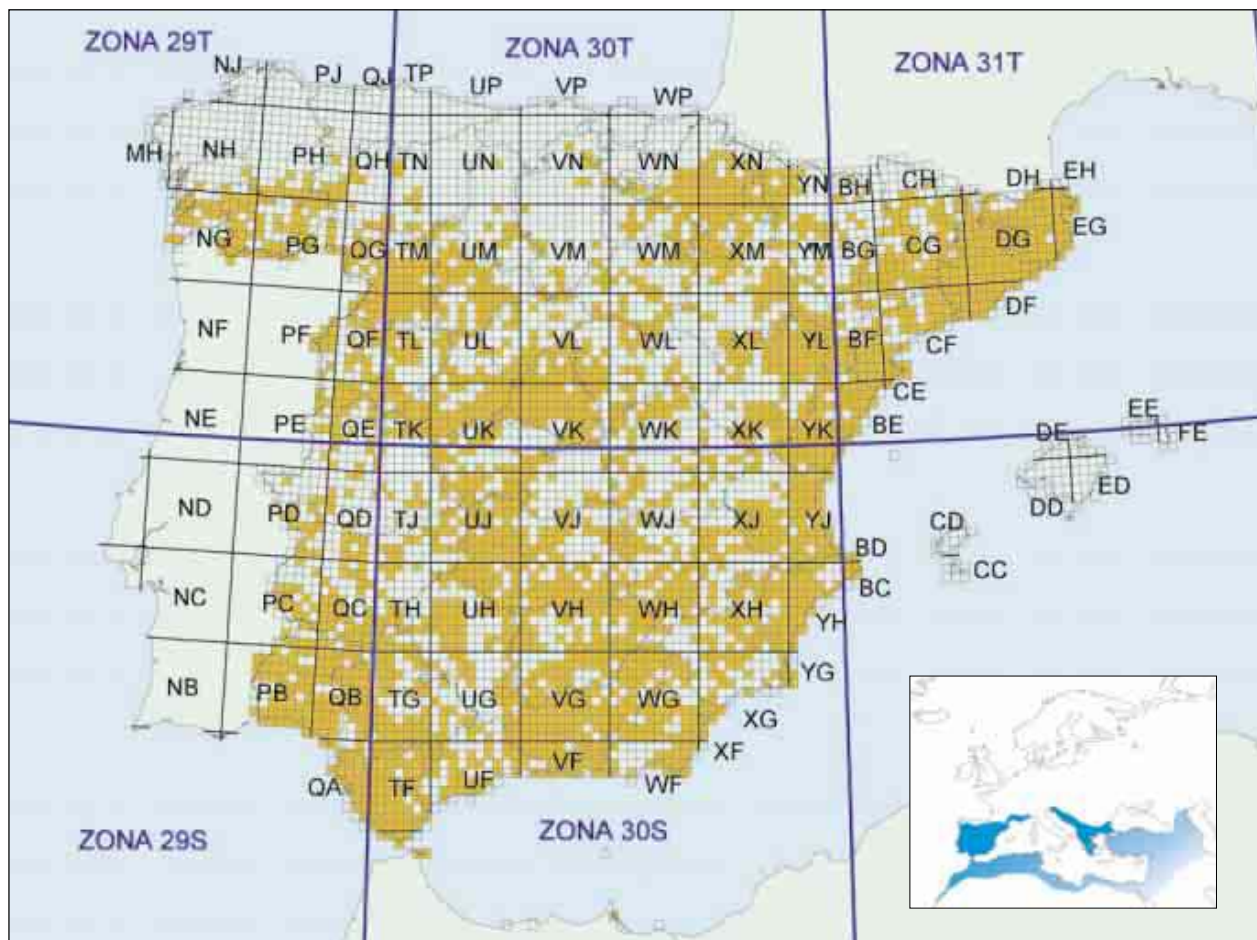 ZONA 29T
ZONA 30T
ZONA 31T
NJ
PJ
QJ
TP
UP
VP
WP
MH
NH
PH
QH
TN
UN
VN
WN
XN
YN
BH
CH
DH
EH
NG
PG
QG
TM
UM
VM
WM
XM
YM
BG
CG
DG
EG
NF
PF
QF
TL
UL
VL
WL
XL
YL
BF
CF
DF
NE
PE
QE
TK
UK
VK
WK
XK
YK
BE
CE
DE
EE
FE
ND
PD
QD
TJ
UJ
VJ
WJ
XJ
YJ
BD
CD
DD
ED
NC
PC
QC
TH
UH
VH
WH
XH
YH
BC
CC
NB
PB
QB
TG
UG
VG
WG
XG
YG
QA
TF
UF
VF
WF
XF
ZONA 29S
ZONA 30S